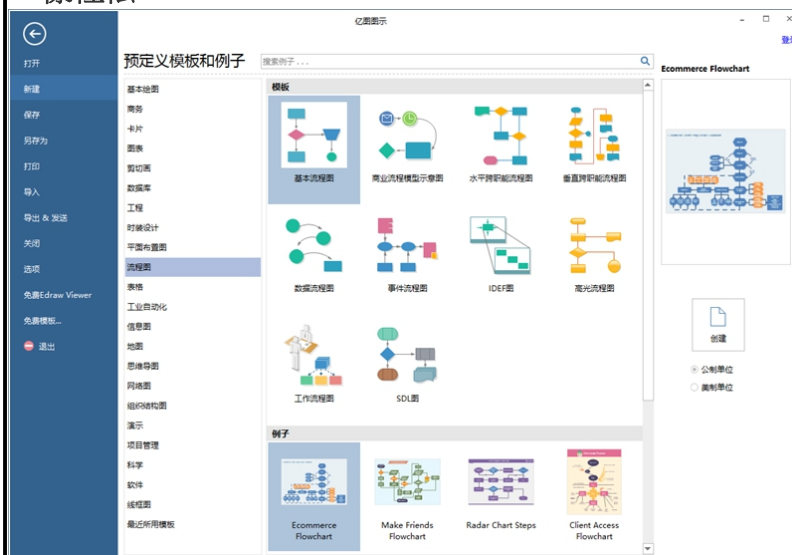 亿图图示
登录
打开
新建
保存
另存为
打印
导入
导出 & 发送
关闭
选项
免费Edraw Viewer
免费模板...
退出
预定义模板和例子
搜索例子 . . .
基本绘图
商务
卡片
图表
剪切画
数据库
工程
时装设计
平面布置图
流程图
表格
工业自动化
信息图
地图
思维导图
网络图
组织结构图
演示
项目管理
科学
软件
线框图
最近所用模板
模板
基本流程图
商业流程模型示意图
水平跨职能流程图
垂直跨职能流程图
数据流程图
事件流程图
IDEF图
高光流程图
工作流程图
SDL图
例子
Ecommerce
Flowchart
Make Friends
Flowchart
Radar Chart Steps
Client Access
Flowchart
Ecommerce Flowchart
创建
公制单位
美制单位